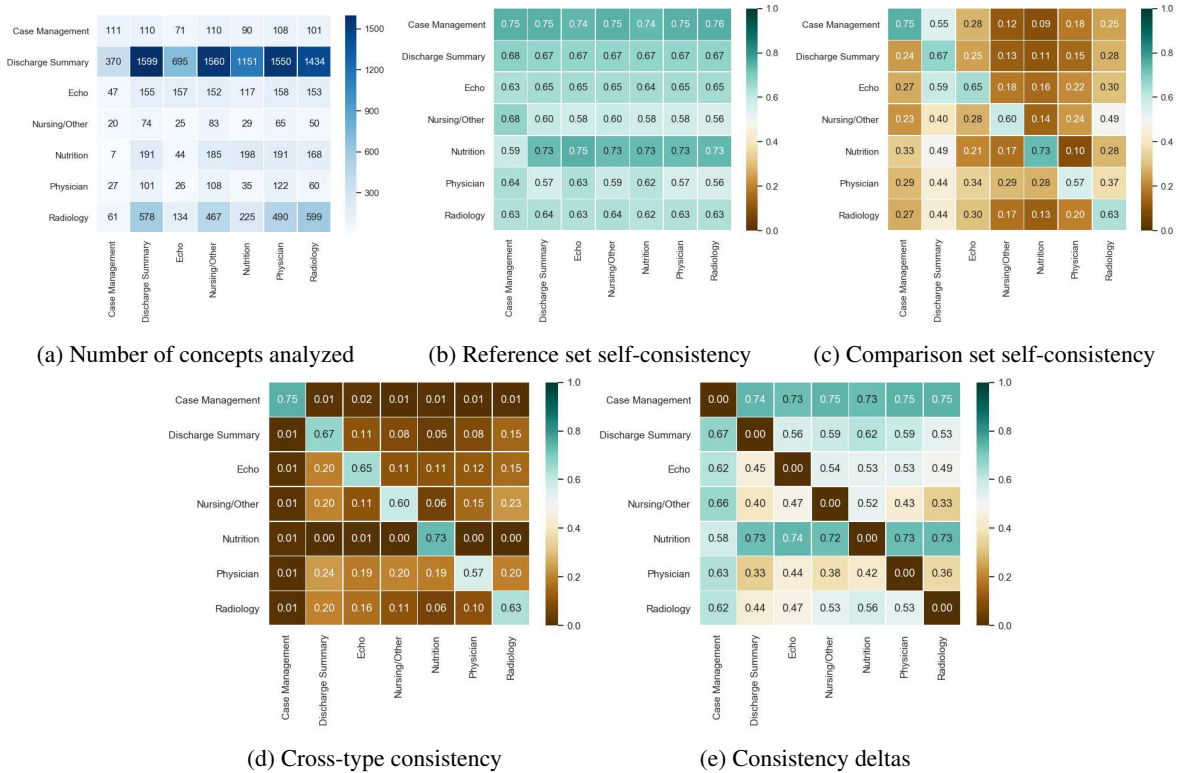 Case Management 111 110 71 110 90 108 101
Discharge Summary 370 1599 695 1560 1151 1550 1434
Echo 47 155 157 152 117 158 153
Nursing/Other 20 74 25 83 29 65 50
Nutrition 7 191 44 185 198 191 168
Physician 27 101 26 108 35 122 60
Radiology 61 578 134 467 225 490 599
Case Management Discharge Summary Echo Nursing/Other Nutrition Physician Radiology
1500
1200
900
600
300
(a) Number of concepts analyzed
Case Management 0.75 0.75 0.74 0.75 0.74 0.75 0.76
Discharge Summary 0.68 0.67 0.68 0.67 0.67 0.67 0.67
Echo 0.63 0.65 0.65 0.65 0.64 0.65 0.65
Nursing/Other 0.68 0.60 0.58 0.60 0.58 0.58 0.56
Nutrition 0.59 0.73 0.75 0.73 0.73 0.73 0.73
Physician 0.64 0.57 0.63 0.59 0.62 0.57 0.56
Radiology 0.63 0.64 0.63 0.64 0.62 0.63 0.63
Case Management Discharge Summary Echo Nursing/Other Nutrition Physician Radiology
1.0
0.8
0.6
0.4
0.2
0.0
(b) Reference set self-consistency
Case Management 0.75 0.55 0.28 0.12 0.09 0.18 0.25
Discharge Summary 0.24 0.67 0.25 0.13 0.11 0.15 0.28
Echo 0.27 0.59 0.65 0.18 0.16 0.22 0.30
Nursing/Other 0.23 0.40 0.28 0.60 0.14 0.24 0.49
Nutrition 0.33 0.49 0.21 0.17 0.73 0.10 0.28
Physician 0.29 0.44 0.34 0.29 0.28 0.57 0.37
Radiology 0.27 0.44 0.30 0.17 0.13 0.20 0.63
Case Management Discharge Summary Echo Nursing/Other Nutrition Physician Radiology
1.0
0.8
0.6
0.4
0.2
0.0
(c) Comparison set self-consistency
Case Management 0.75 0.01 0.02 0.01 0.01 0.01 0.01
Discharge Summary 0.01 0.67 0.11 0.08 0.05 0.08 0.15
Echo 0.01 0.20 0.65 0.11 0.11 0.12 0.15
Nursing/Other 0.01 0.20 0.11 0.60 0.06 0.15 0.23
Nutrition 0.01 0.00 0.01 0.00 0.73 0.00 0.00
Physician 0.01 0.24 0.19 0.20 0.19 0.57 0.20
Radiology 0.01 0.20 0.16 0.11 0.06 0.10 0.63
Case Management Discharge Summary Echo Nursing/Other Nutrition Physician Radiology
1.0
0.8
0.6
0.4
0.2
0.0
(d) Cross-type consistency
Case Management 0.00 0.74 0.73 0.75 0.73 0.75 0.75
Discharge Summary 0.67 0.00 0.56 0.59 0.62 0.59 0.53
Echo 0.62 0.45 0.00 0.54 0.53 0.53 0.49
Nursing/Other 0.66 0.40 0.47 0.00 0.52 0.43 0.33
Nutrition 0.58 0.73 0.74 0.72 0.00 0.73 0.73
Physician 0.63 0.33 0.44 0.38 0.42 0.00 0.36
Radiology 0.62 0.44 0.47 0.53 0.56 0.53 0.00
Case Management Discharge Summary Echo Nursing/Other Nutrition Physician Radiology
1.0
0.8
0.6
0.4
0.2
0.0
(e) Consistency deltas